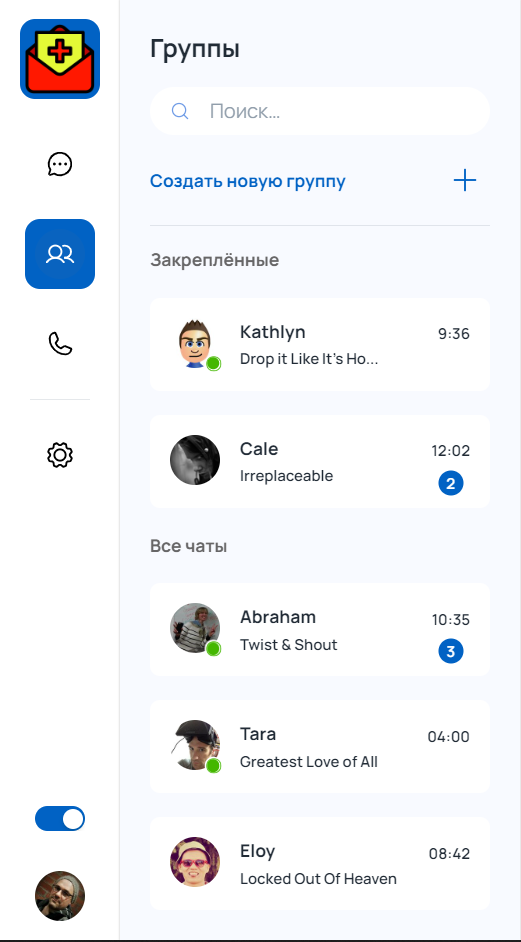 Группы
Поиск...
Создать новую группу
Закреплённые
Kathlyn
9:36
Drop it Like It's Ho...
Cale
12:02
Irreplaceable
2
Все чаты
Abraham
10:35
Twist & Shout
3
Tara
04:00
Greatest Love of All
Eloy
08:42
Locked Out Of Heaven